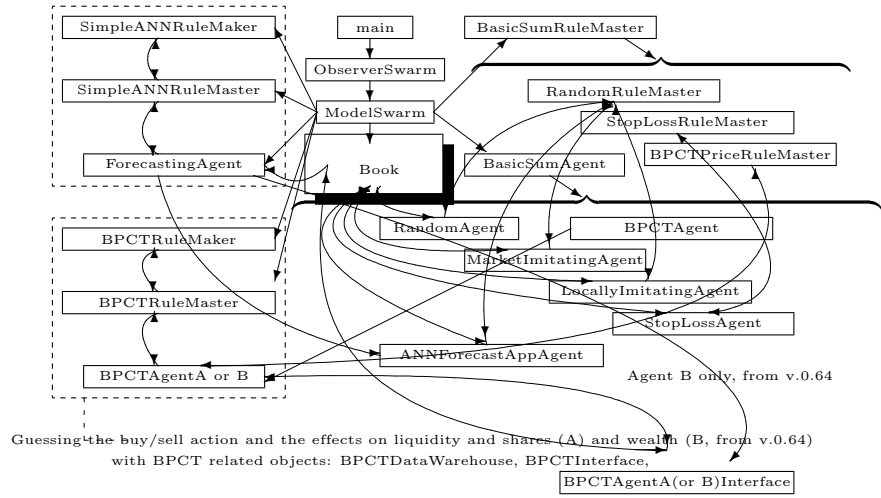 SimpleANNRuleMaker
main
BasicSumRuleMaster
ObserverSwarm
SimpleANNRuleMaster
RandomRuleMaster
ModelSwarm
StopLossRuleMaster
BPCTPriceRuleMaster
ForecastingAgent
Book
BasicSumAgent
RandomAgent
BPCTAgent
BPCTRuleMaker
MarketImitatingAgent
LocallyImitatingAgent
BPCTRuleMaster
StopLossAgent
ANNForecastAppAgent
BPCTAgentA or B
Agent B only, from v.0.64
Guessing the buy/sell action and the effects on liquidity and shares (A) and wealth (B, from v.0.64)
with BPCT related objects: BPCTDataWarehouse, BPCTInterface,
BPCTAgentA(or B)Interface